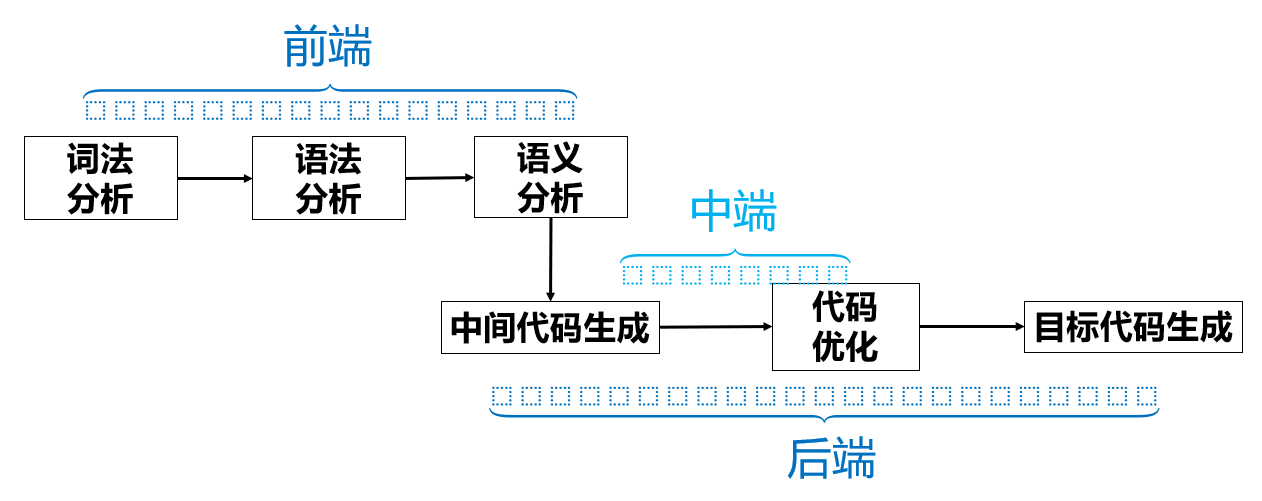 前端
词法
分析
语法
分析
语义
分析
中端
中间代码生成
代码
优化
目标代码生成
后端